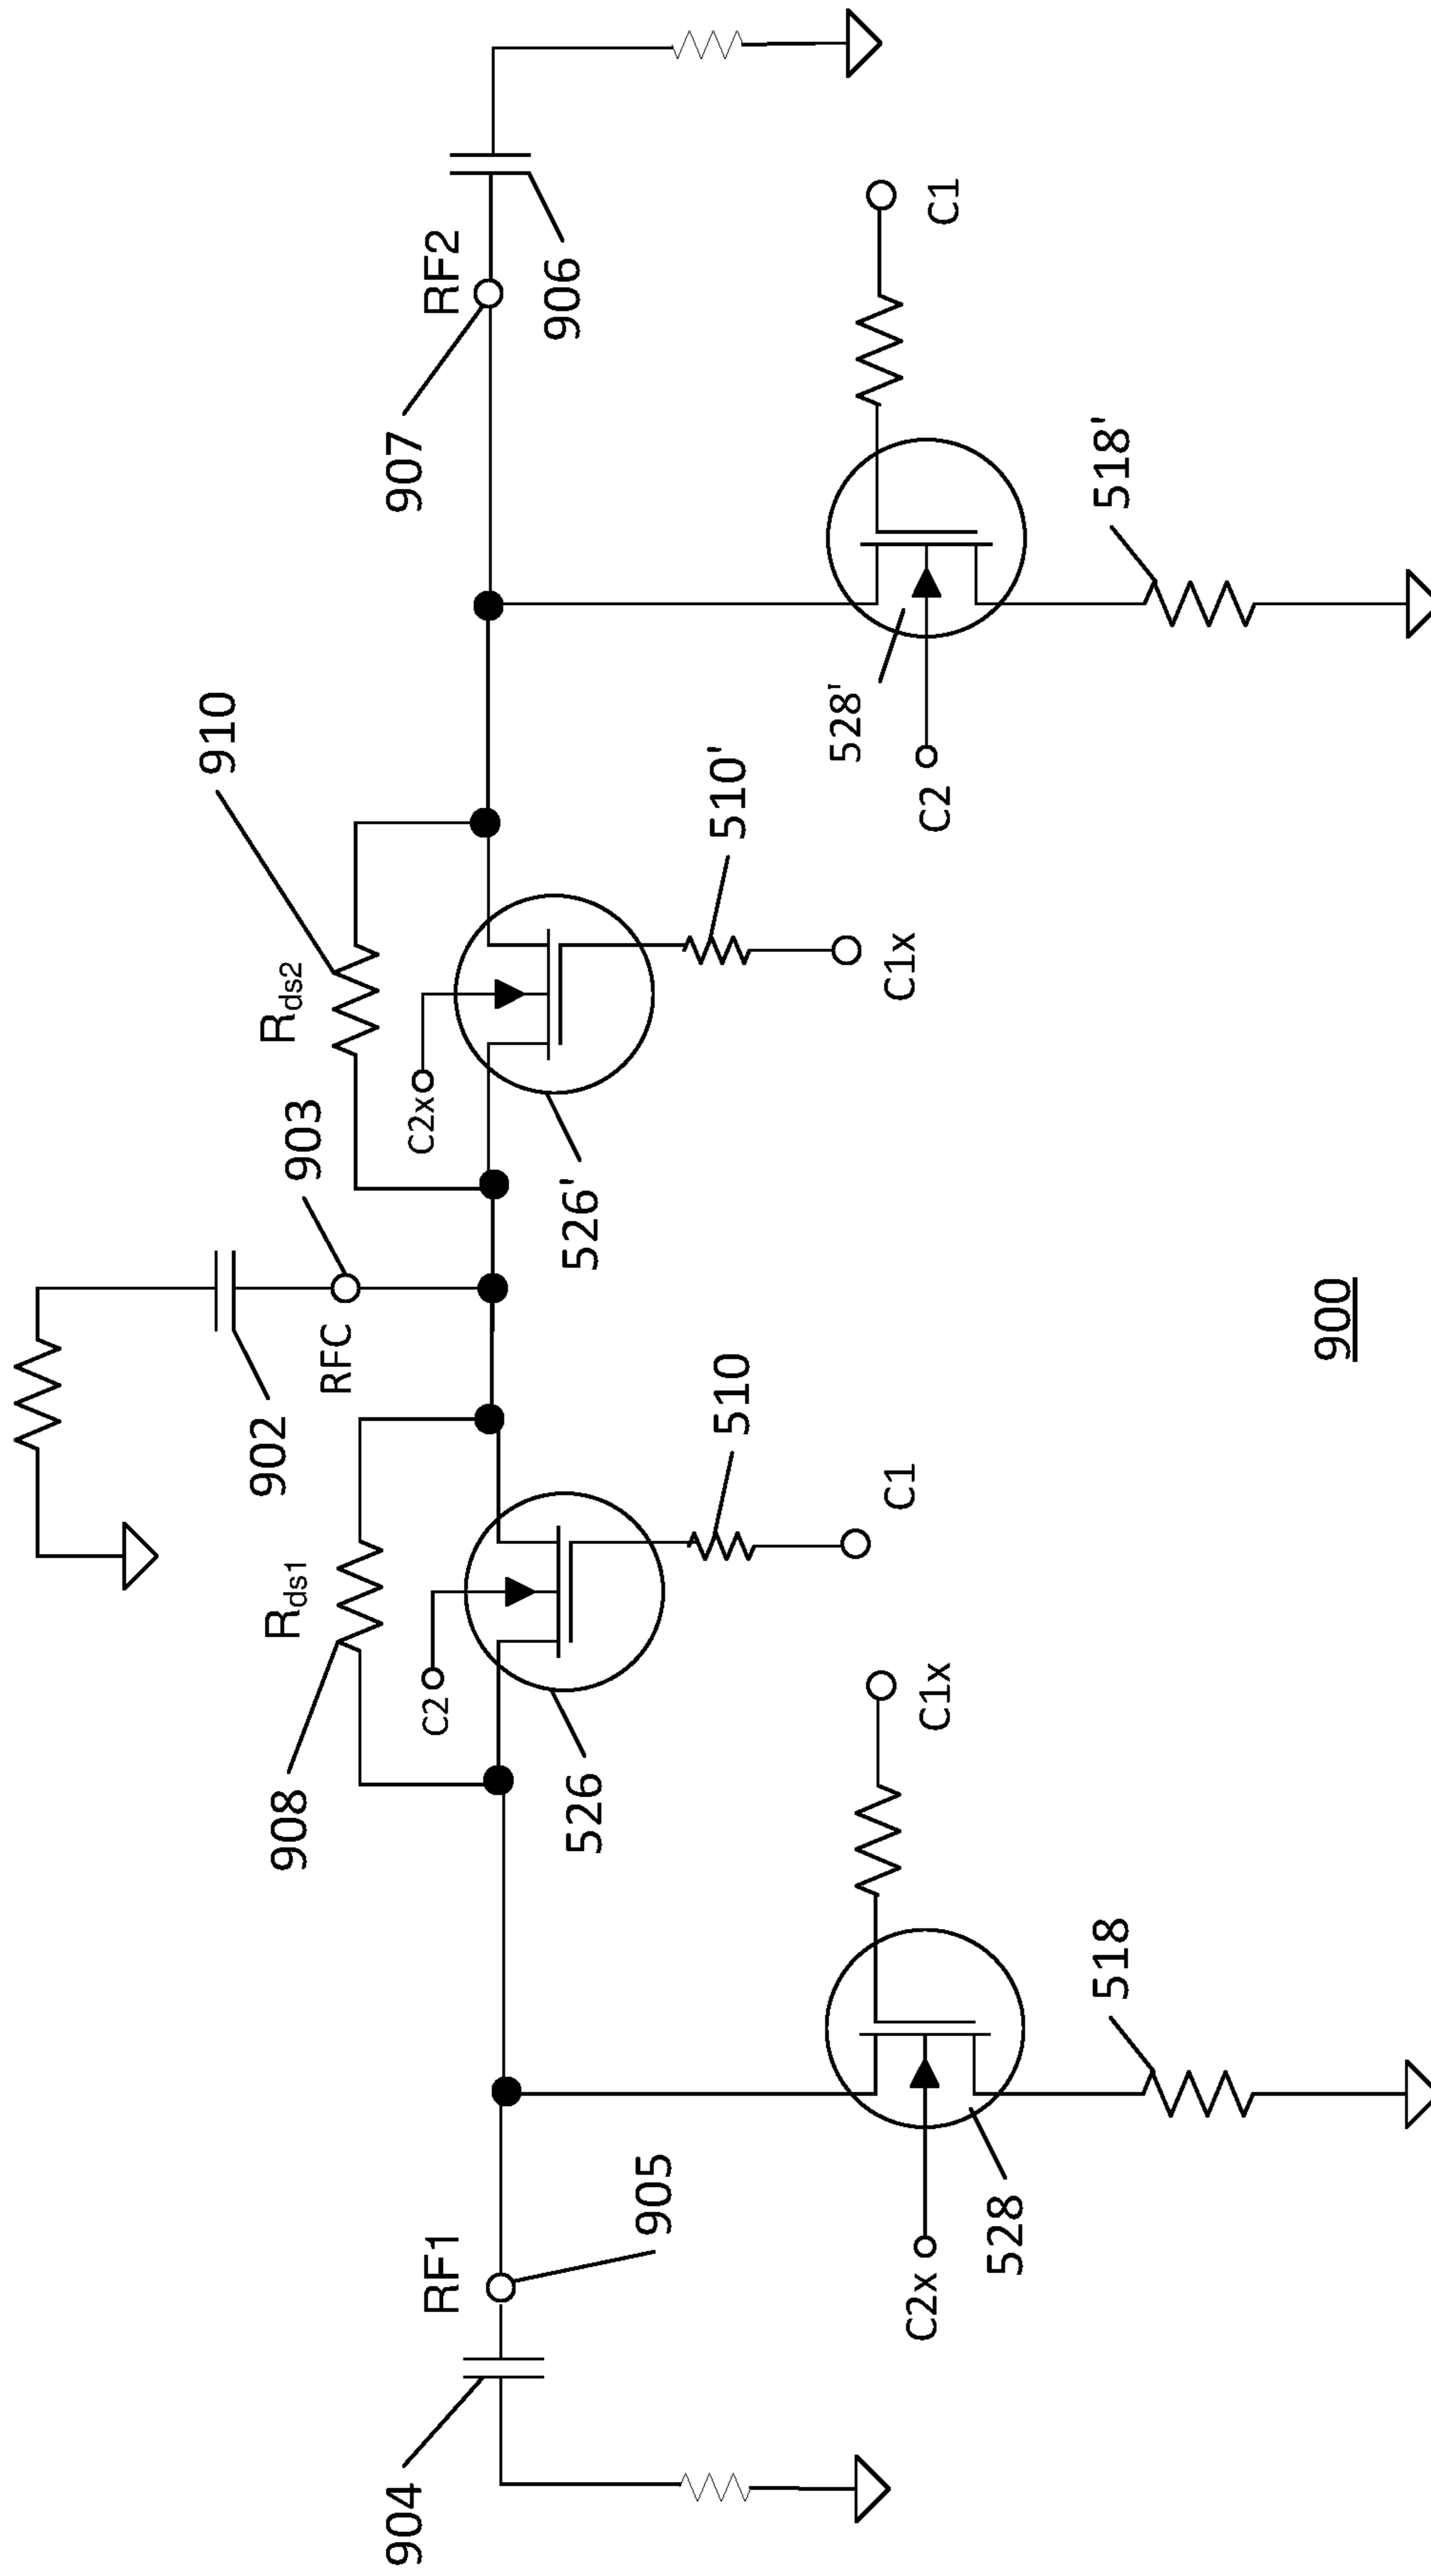 902
RFC
903
908
Rds1
Rds2
910
904
RF1
905
C2
526
510
C1
C2x
526'
510'
C1x
907
RF2
906
C2x
528
518
C1x
C2
528'
518'
C1
900